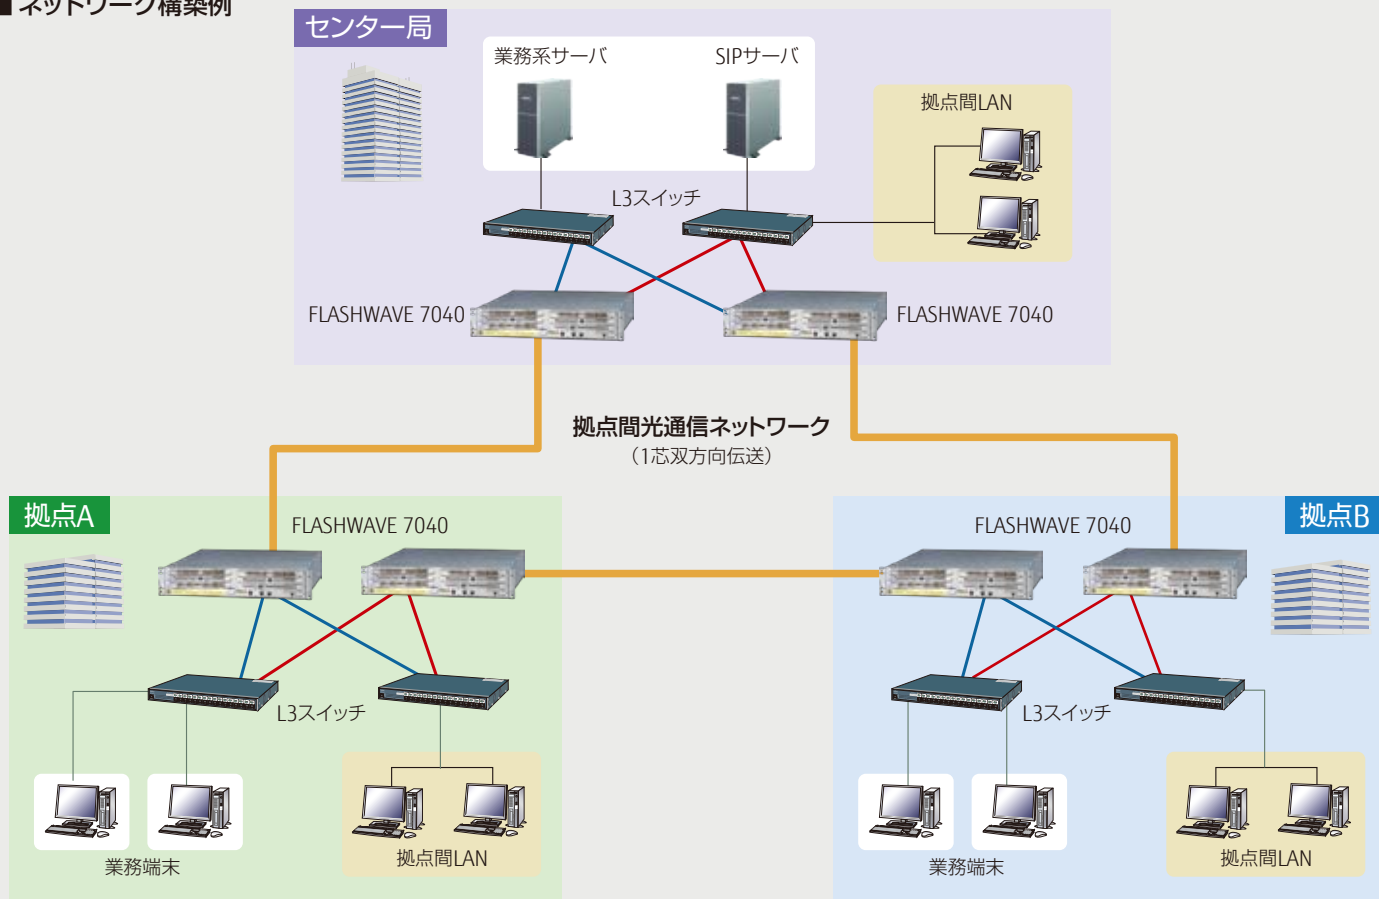 ■ネットワーク構築例
センター局
業務系サーバ
SIPサーバ
拠点間LAN
L3スイッチ
FLASHWAVE 7040
FLASHWAVE 7040
拠点間光通信ネットワーク
(1芯双方向伝送)
拠点A
FLASHWAVE 7040
FLASHWAVE 7040
拠点B
L3スイッチ
L3スイッチ
業務端末
拠点間LAN
業務端末
拠点間LAN